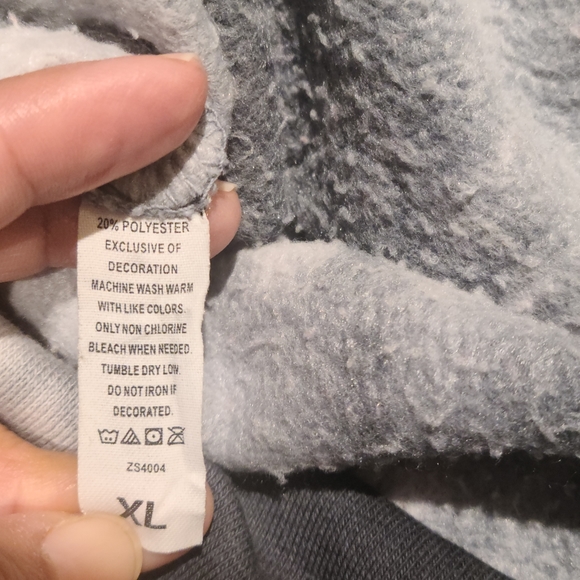 20% POLYESTER
EXCLUSIVE OF
DECORATION
MACHINE WASH WARM
WITH LIKE COLORS.
ONLY NON CHLORINE
BLEACH WHEN NEEDED.
TUMBLE DRY LOW.
DO NOT IRON IF
DECORATED.
ZS4004
XL